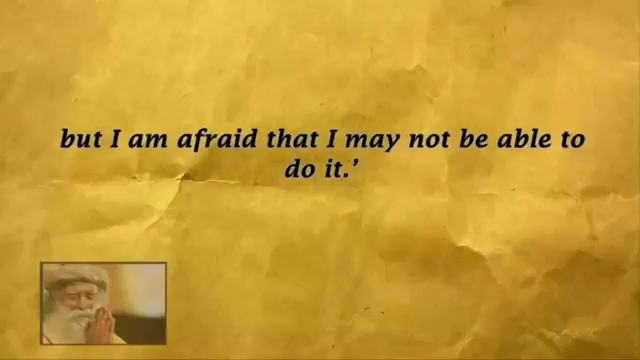 but I am afraid that I may not be able to
do it.’